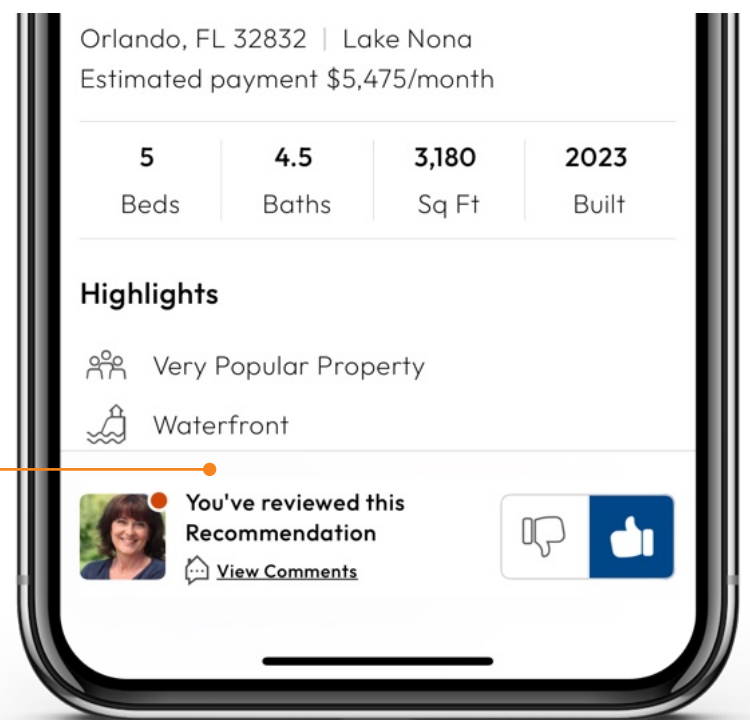 Orlando, FL 32832 | Lake Nona
Estimated payment $5,475/month
5 4.5 3,180 2023
Beds Baths Sq Ft Built
Highlights
Very Popular Property
Waterfront
You've reviewed this
Recommendation
View Comments